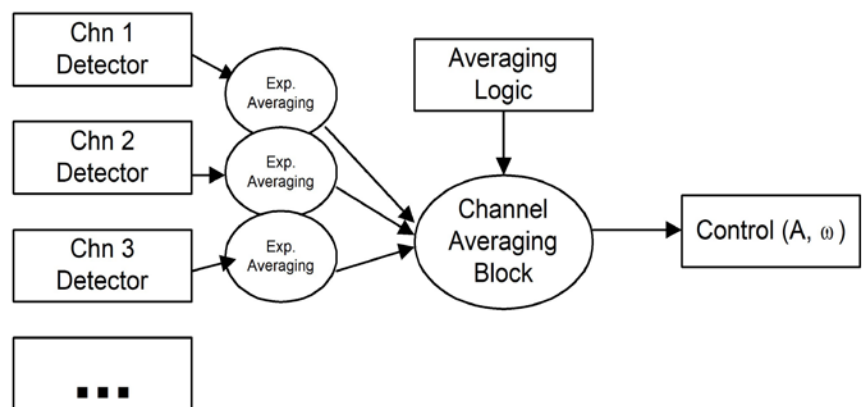 Chn 1
Detector
Exp.
Averaging
Averaging
Logic
Chn 2
Detector
Exp.
Averaging
Channel
Averaging
Block
Control (A, ω)
Chn 3
Detector
Exp.
Averaging
...